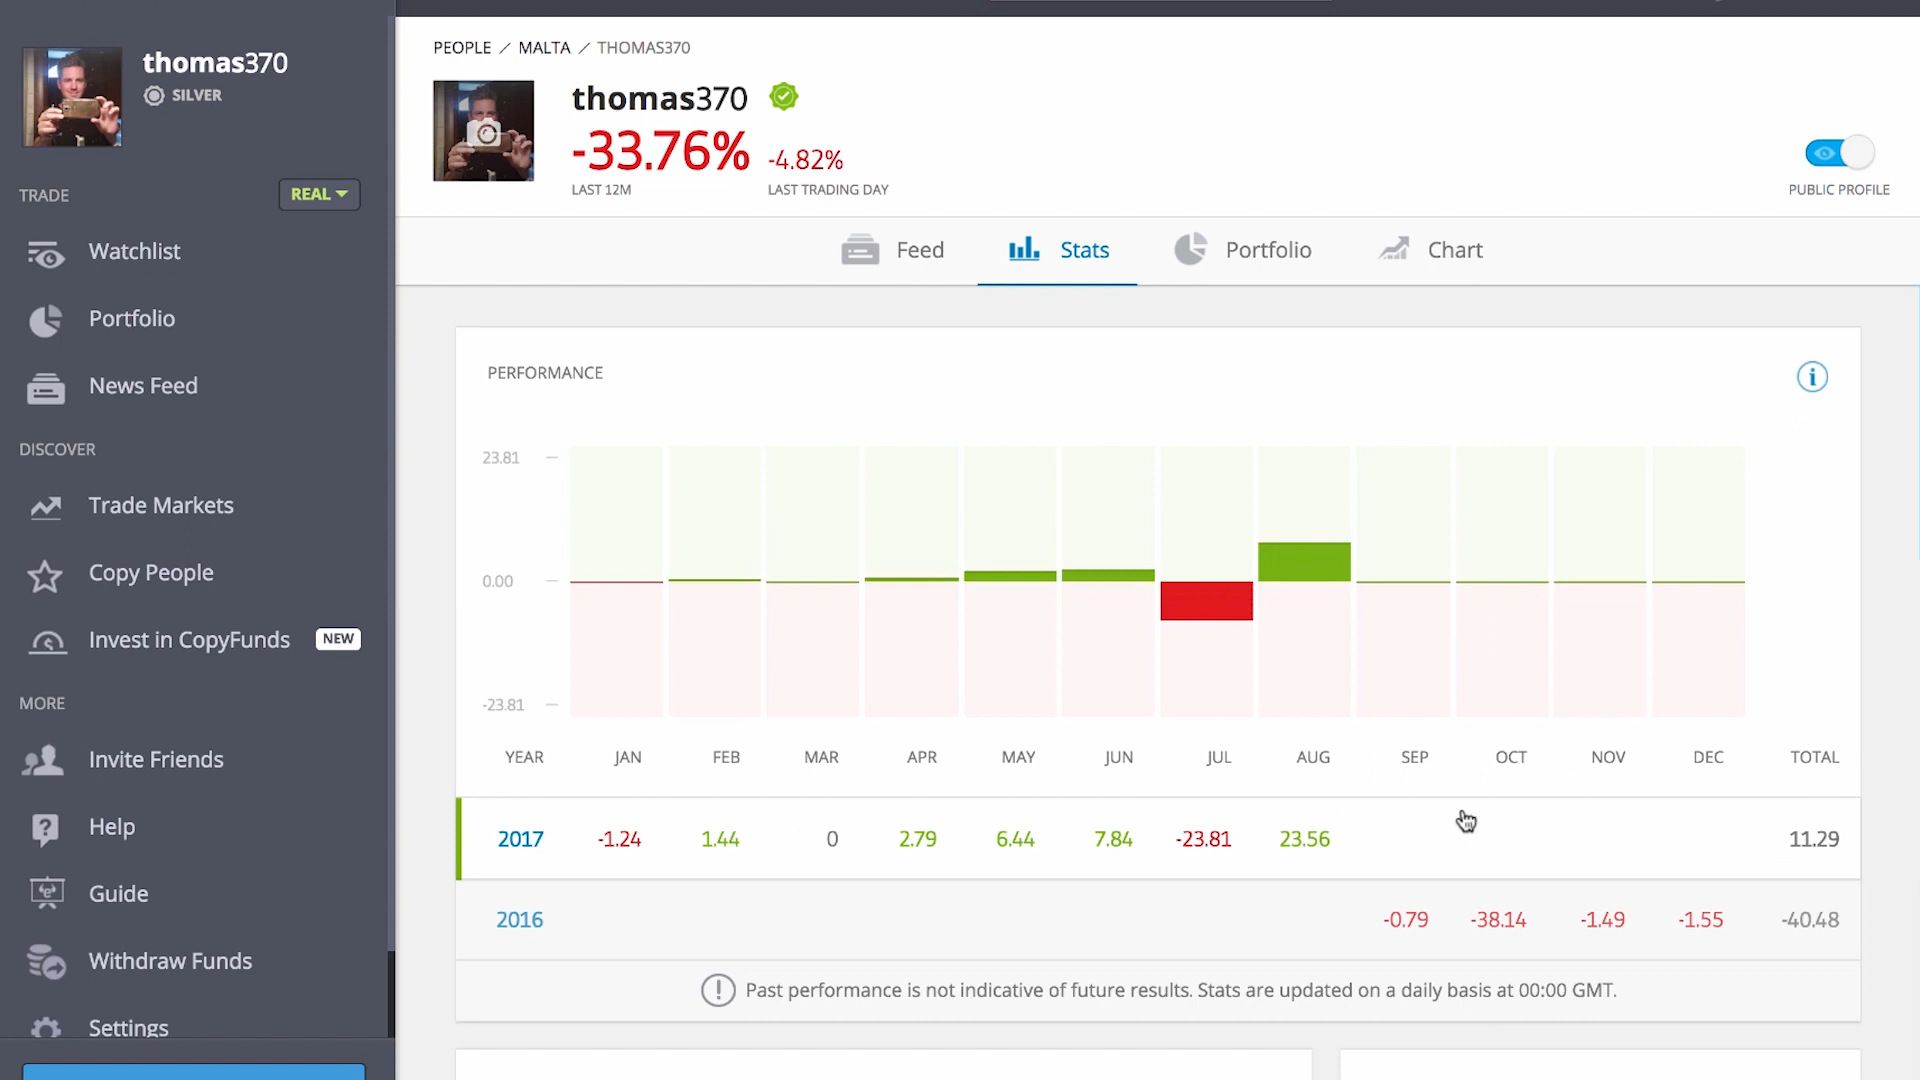 thomas370
SILVER
TRADE
REAL
Watchlist
Portfolio
News Feed
DISCOVER
Trade Markets
Copy People
Invest in CopyFunds NEW
MORE
Invite Friends
Help
Guide
Withdraw Funds
Settings
PEOPLE / MALTA / THOMAS370
thomas370
-33.76% -4.82%
LAST 12M LAST TRADING DAY
PUBLIC PROFILE
Feed Stats Portfolio Chart
PERFORMANCE
23.81
0.00
-23.81
YEAR JAN FEB MAR APR MAY JUN JUL AUG SEP OCT NOV DEC TOTAL
2017 -1.24 1.44 0 2.79 6.44 7.84 -23.81 23.56 11.29
2016 -0.79 -38.14 -1.49 -1.55 -40.48
Past performance is not indicative of future results. Stats are updated on a daily basis at 00:00 GMT.